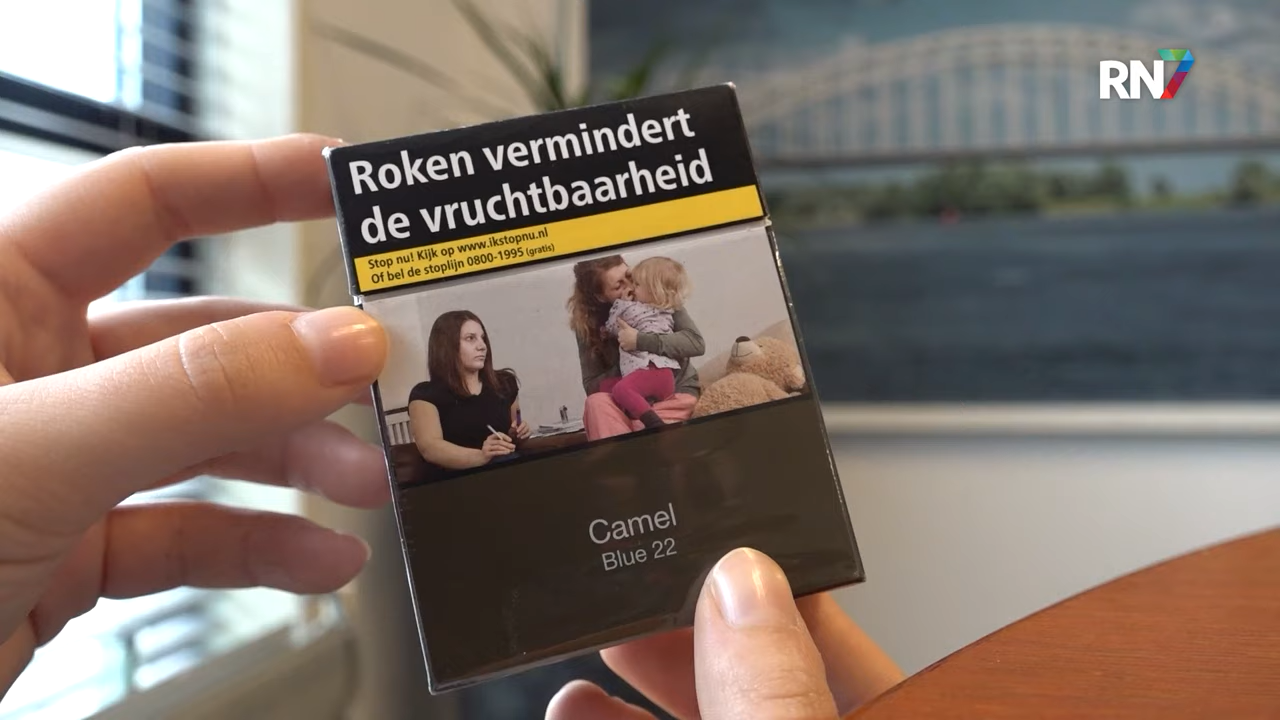 RN7
Roken vermindert
de vruchtbaarheid
Stop nu! Kijk op www.ikstopnu.nl
Of bel de stoplijn 0800-1995 (gratis)
Camel
Blue 22